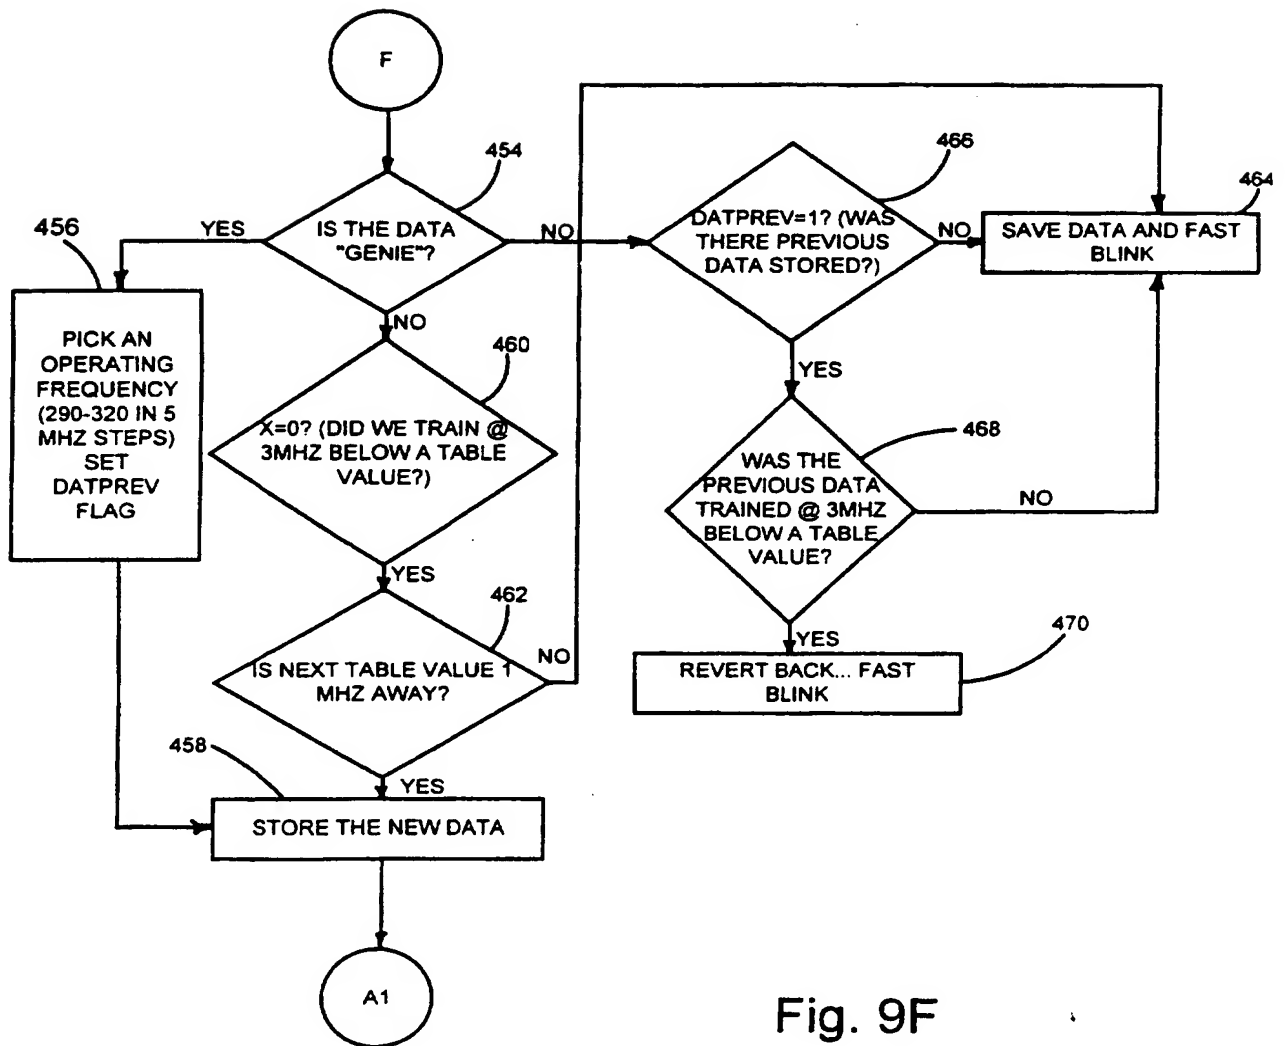 F
454
IS THE DATA
"GENIE"?
YES
NO
NO
456
PICK AN
OPERATING
FREQUENCY
(290-320 IN 5
MHZ STEPS)
SET
DATPREV
FLAG
460
X=0? (DID WE TRAIN @
3MHZ BELOW A TABLE
VALUE?)
YES
462
IS NEXT TABLE VALUE 1
MHZ AWAY?
NO
YES
458
STORE THE NEW DATA
A1
466
DATPREV=1? (WAS
THERE PREVIOUS
DATA STORED?)
NO
YES
464
SAVE DATA AND FAST
BLINK
468
WAS THE
PREVIOUS DATA
TRAINED @ 3MHZ
BELOW A TABLE
VALUE?
NO
YES
470
REVERT BACK... FAST
BLINK
Fig. 9F